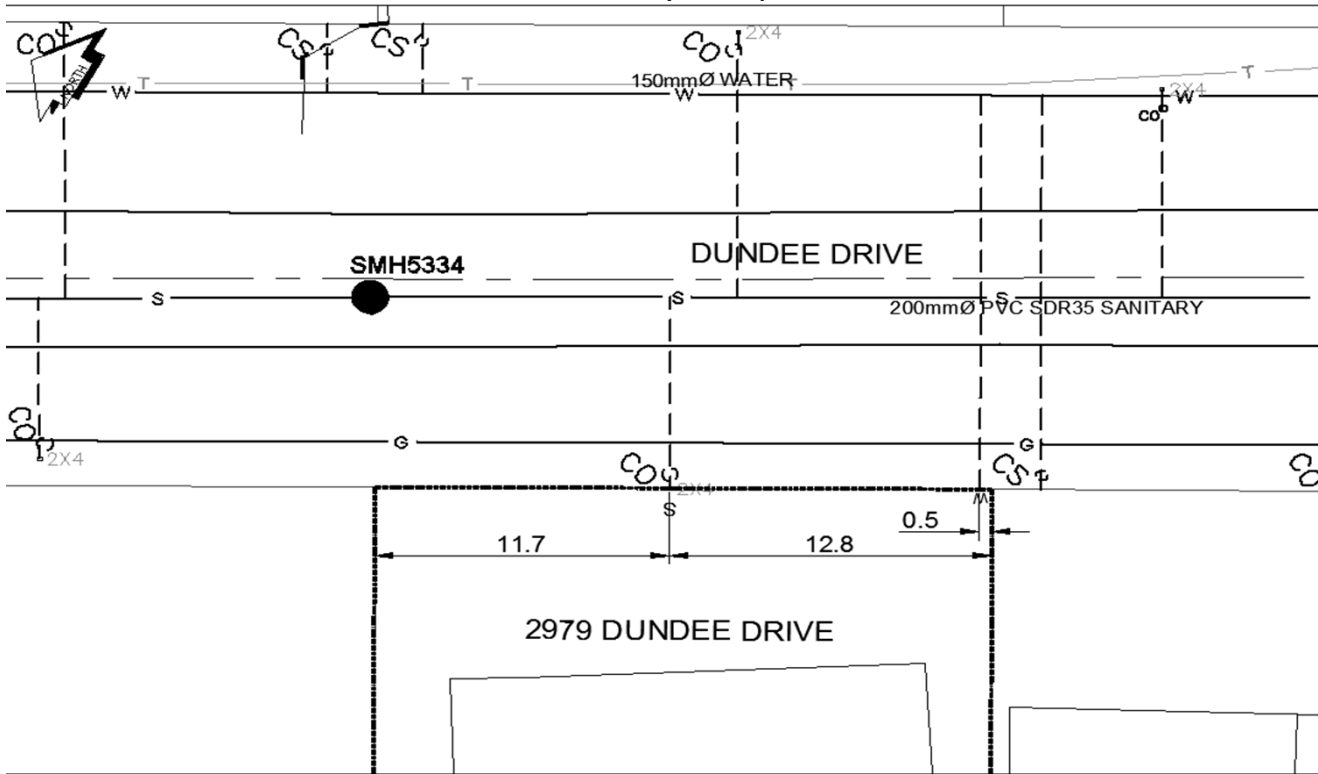 CO
CS
CS
CO
2X4
NORTH
T
T
150mmØ WATER
T
T
W
W
2X4
W
CO
DUNDEE DRIVE
SMH5334
S
S
S
200mmØ PVC SDR35 SANITARY
CO
2X4
G
G
CO
2X4
CS
CO
S
W
0.5
11.7
12.8
2979 DUNDEE DRIVE